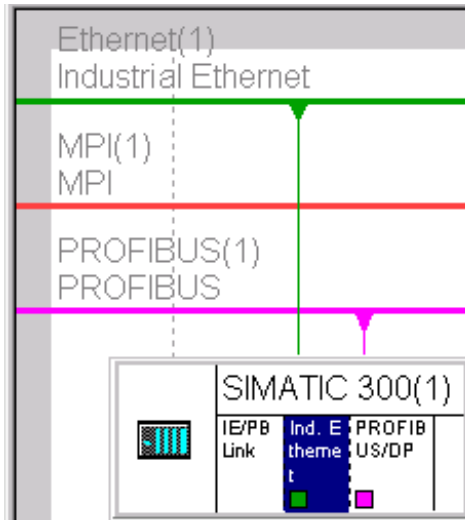 Ethernet(1)
Industrial Ethernet
MPI(1)
MPI
PROFIBUS(1)
PROFIBUS
SIMATIC 300(1)
IE/PB
Link
Ind. E
theme
t
PROFIB
US/DP